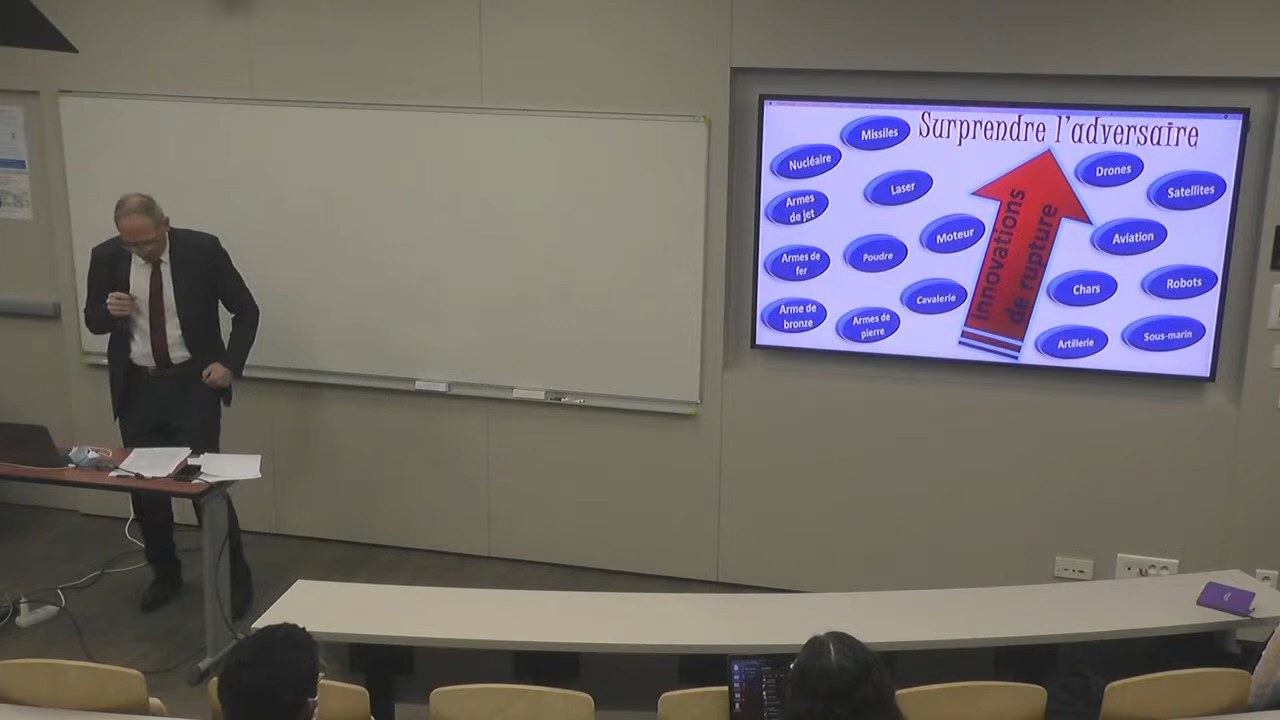 Surprendre l'adversaire
Missiles
Nucléaire
Laser
Armes
de jet
Moteur
Poudre
Armes de
fer
Cavalerie
Arme de
bronze
Armes de
pierre
Innovations
de rupture
Drones
Satellites
Aviation
Chars
Robots
Artillerie
Sous-marin